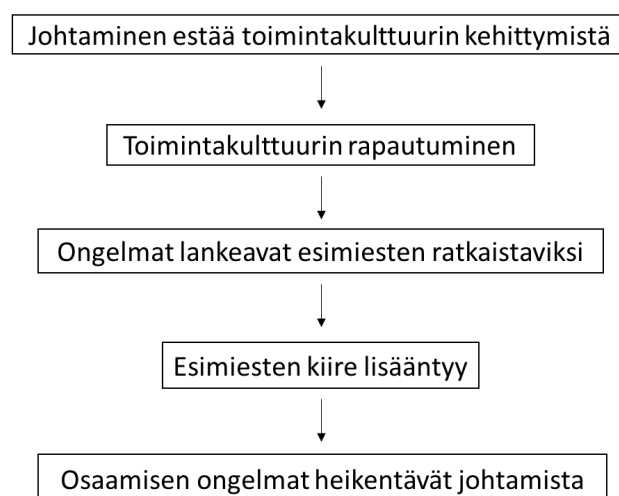 Johtaminen estää toimintakulttuurin kehittymistä
Toimintakulttuurin rapautuminen
Ongelmat lankeavat esimiesten ratkaistaviksi
Esimiesten kiire lisääntyy
Osaamisen ongelmat heikentävät johtamista